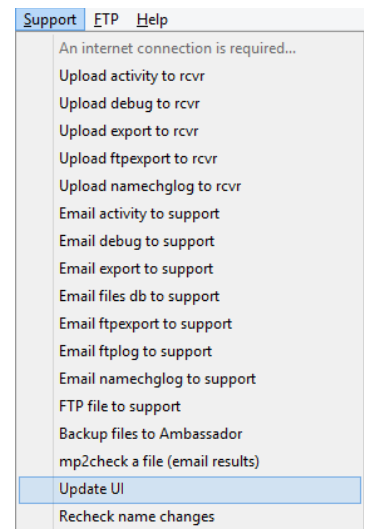 Support FTP Help
An internet connection is required...
Upload activity to rcvr
Upload debug to rcvr
Upload export to rcvr
Upload ftpexport to rcvr
Upload namechglog to rcvr
Email activity to support
Email debug to support
Email export to support
Email files db to support
Email ftpexport to support
Email ftplog to support
Email namechglog to support
FTP file to support
Backup files to Ambassador
mp2check a file (email results)
Update UI
Recheck name changes